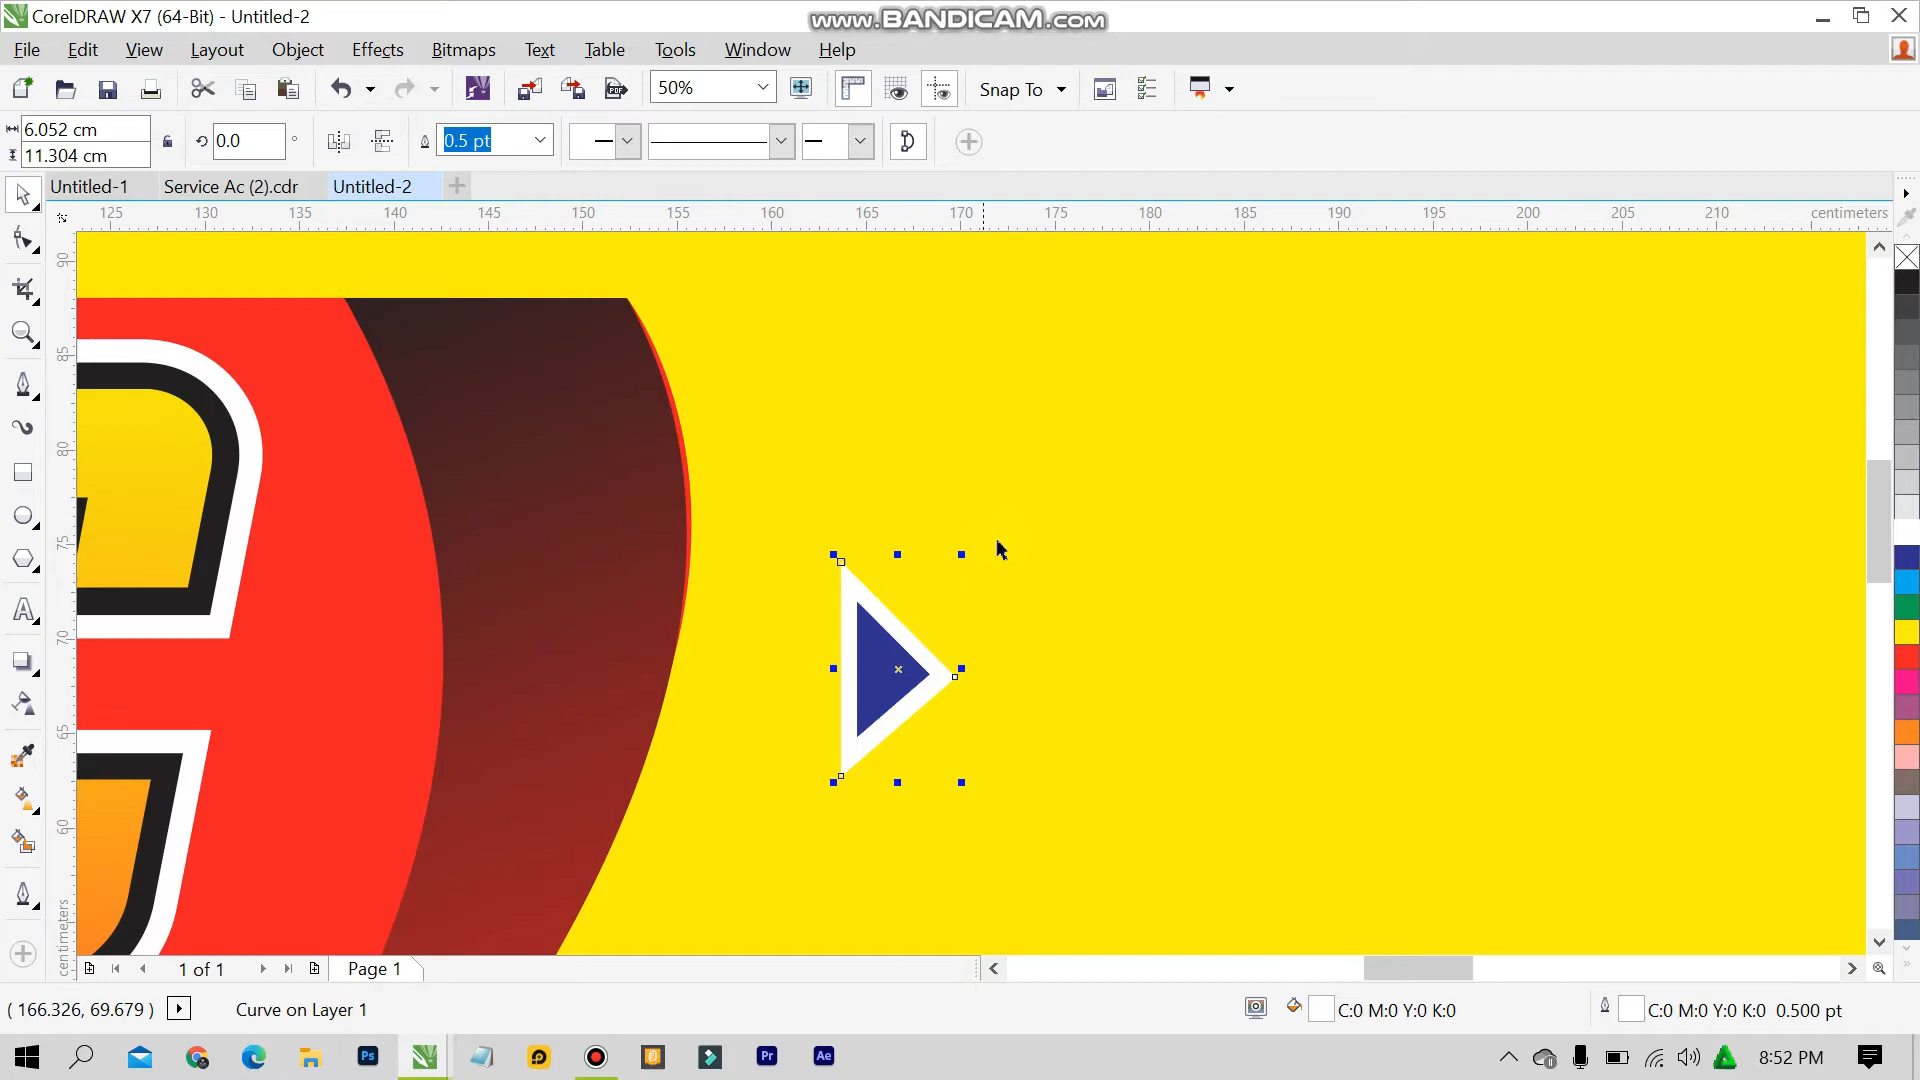 CorelDRAW X7 (64-Bit) - Untitled-2
www.BANDICAM.com
File Edit View Layout Object Effects Bitmaps Text Table Tools Window Help
50% Snap To
6.052 cm
11.304 cm
0.0 °
0.5 pt
Untitled-1 Service Ac (2).cdr Untitled-2
125 130 135 140 145 150 155 160 165 170 175 180 185 190 195 200 205 210 centimeters
90
85
80
75
70
65
60
centimeters
1 of 1 Page 1
( 166.326, 69.679 ) Curve on Layer 1 C:0 M:0 Y:0 K:0 C:0 M:0 Y:0 K:0 0.500 pt
Ps Pr Ae 8:52 PM